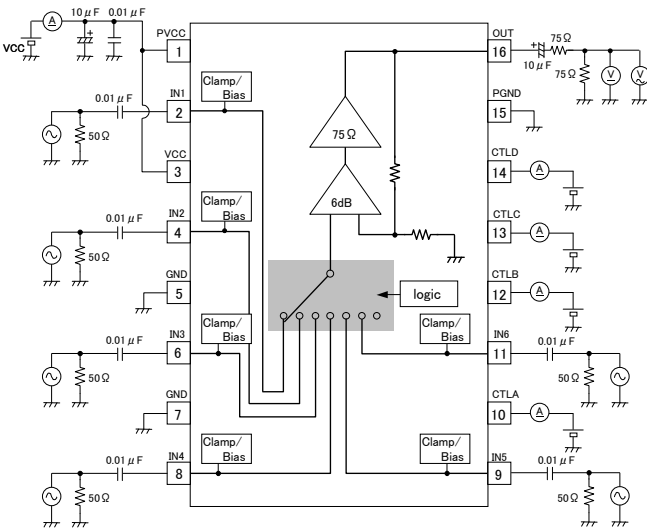 A
10μF
0.01μF
VCC
PVCC
1
Clamp/
Bias
OUT
16
75Ω
+
10μF
75Ω
V
V
PGND
15
IN1
0.01μF
2
50Ω
VCC
3
75Ω
6dB
CTLD
14
A
Clamp/
Bias
IN2
0.01μF
4
50Ω
CTLC
13
A
GND
5
logic
CTLB
12
A
Clamp/
Bias
IN3
0.01μF
6
50Ω
Clamp/
Bias
IN6
0.01μF
11
50Ω
GND
7
CTLA
10
A
Clamp/
Bias
IN4
0.01μF
8
50Ω
Clamp/
Bias
IN5
0.01μF
9
50Ω